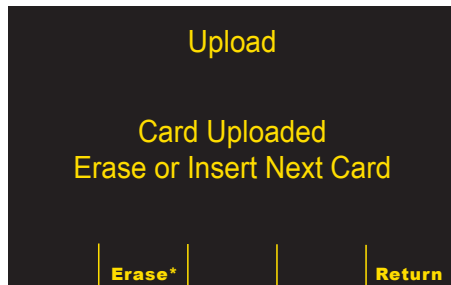 Upload
Card Uploaded
Erase or Insert Next Card
Erase* Return